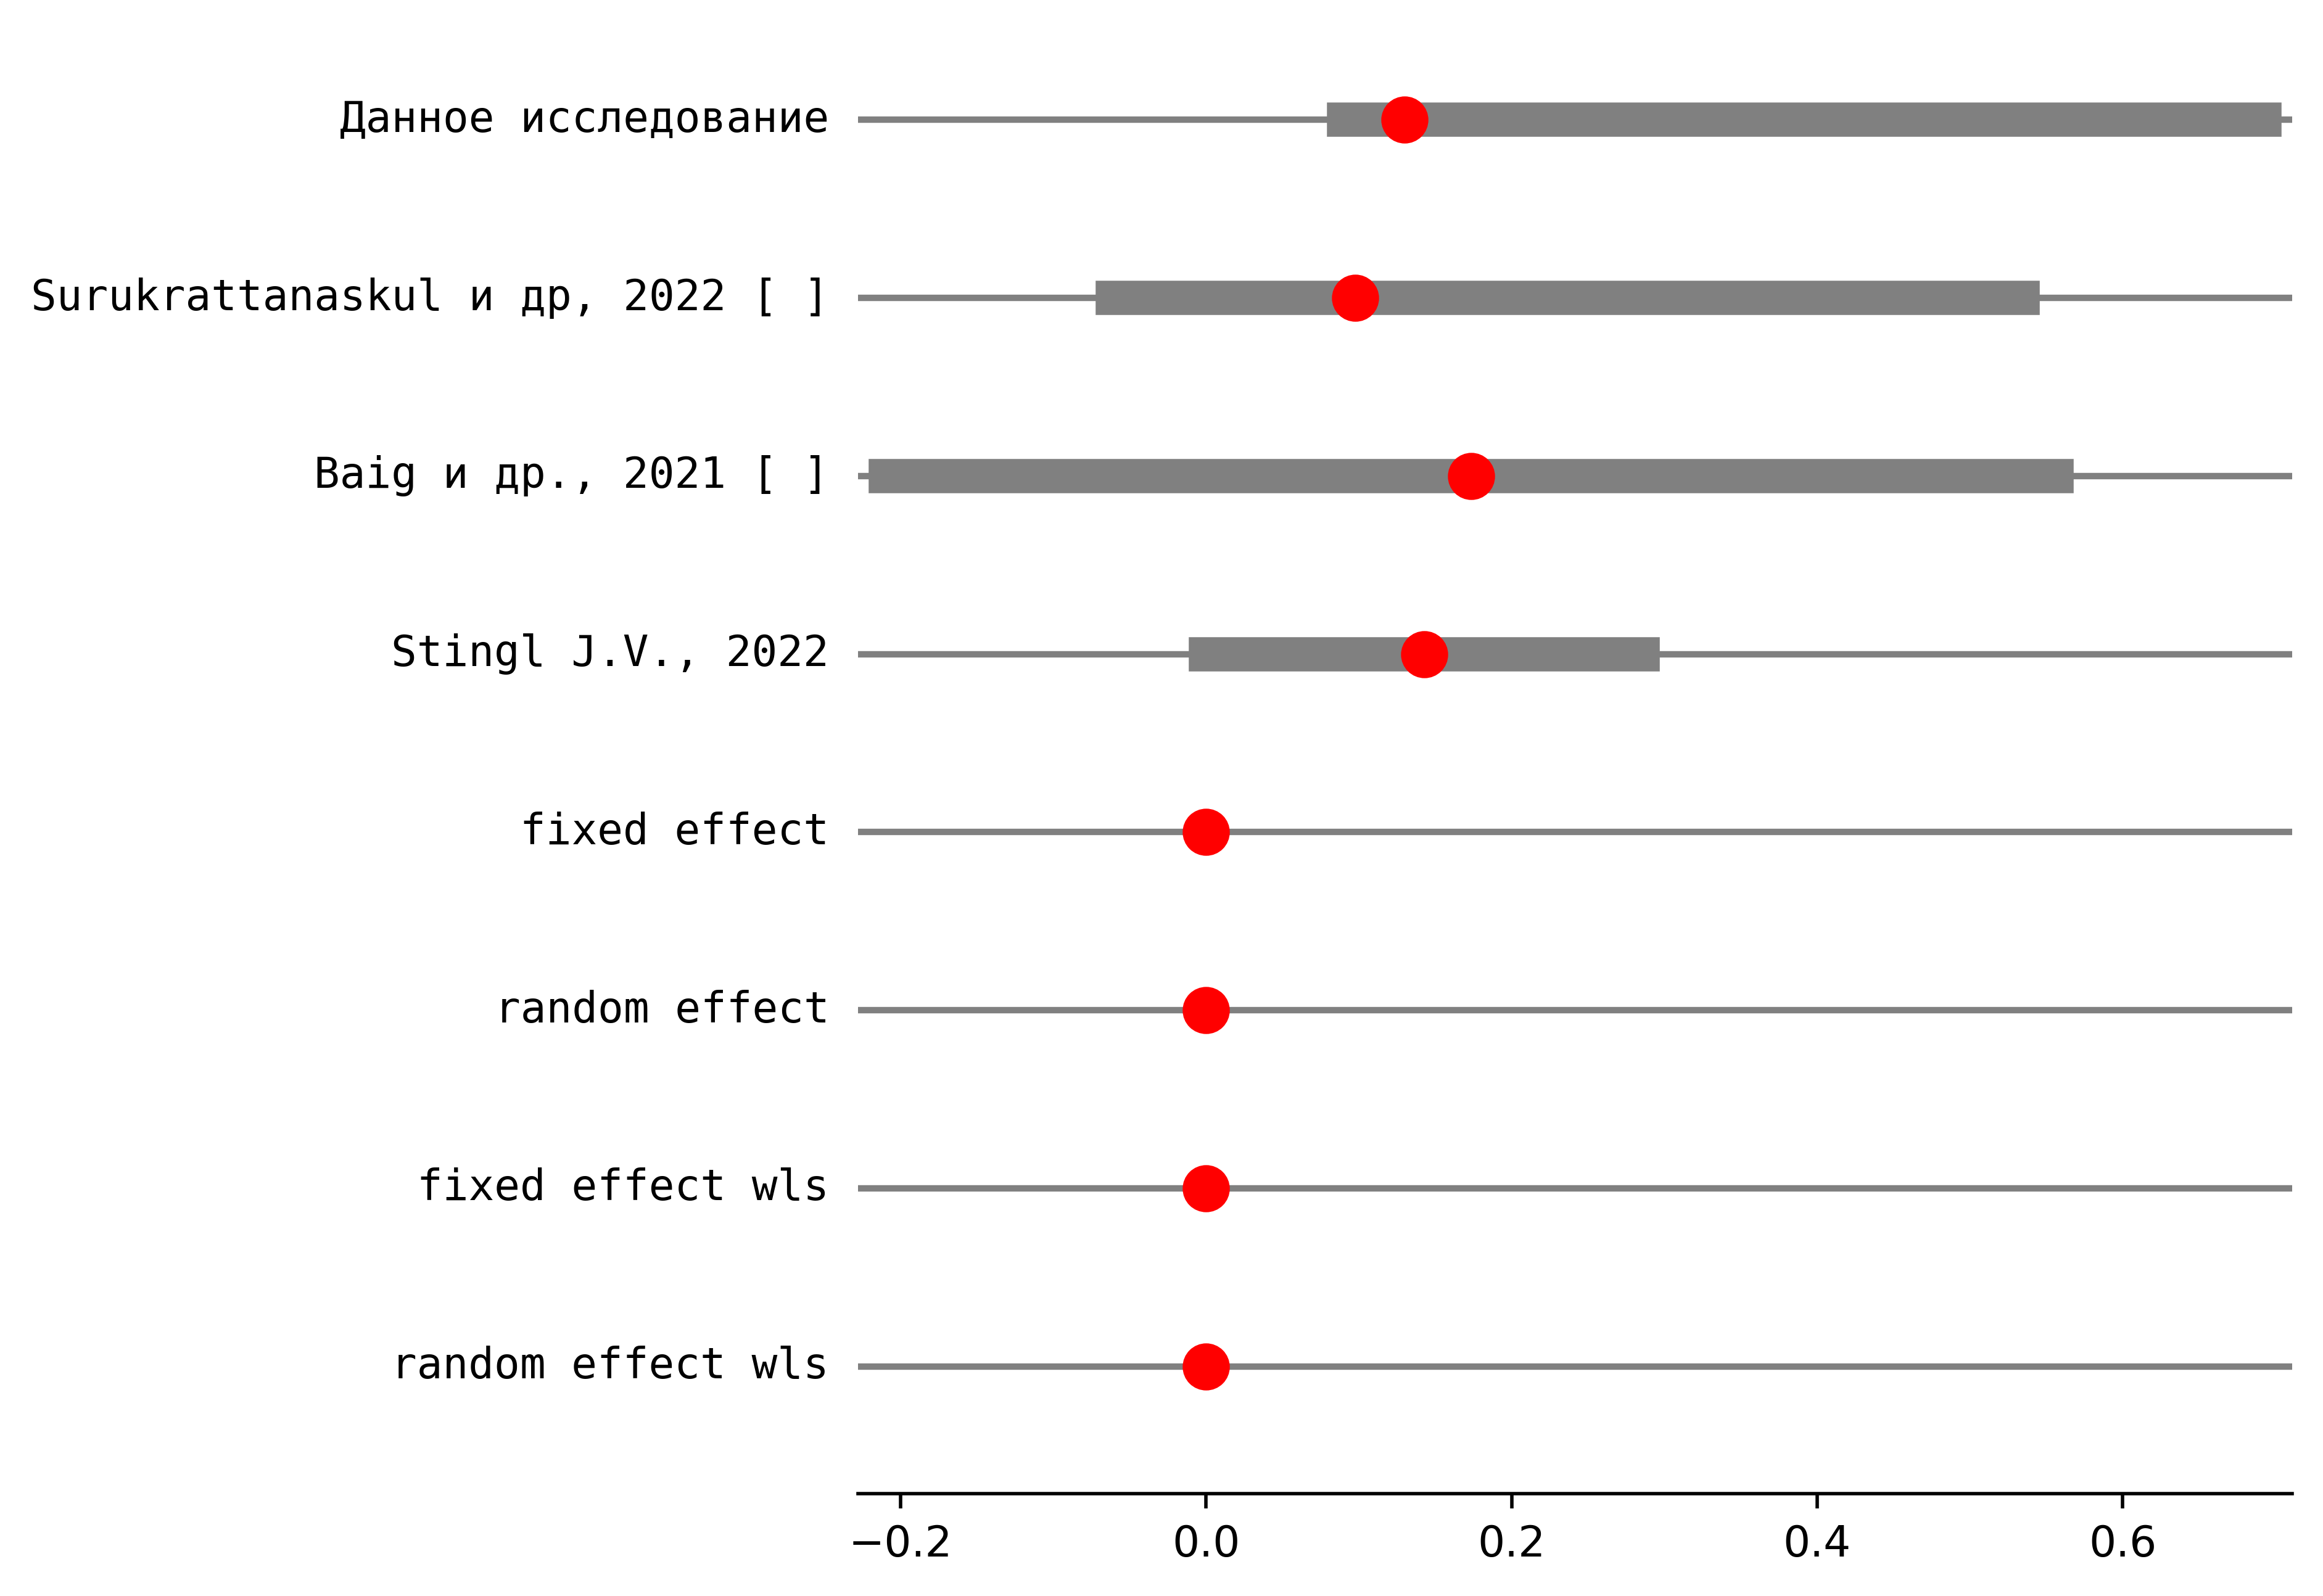 Данное исследование
Surukrattanaskul и др, 2022 [ ]
Baig и др., 2021 [ ]
Stingl J.V., 2022
fixed effect
random effect
fixed effect wls
random effect wls
−0.2 0.0 0.2 0.4 0.6